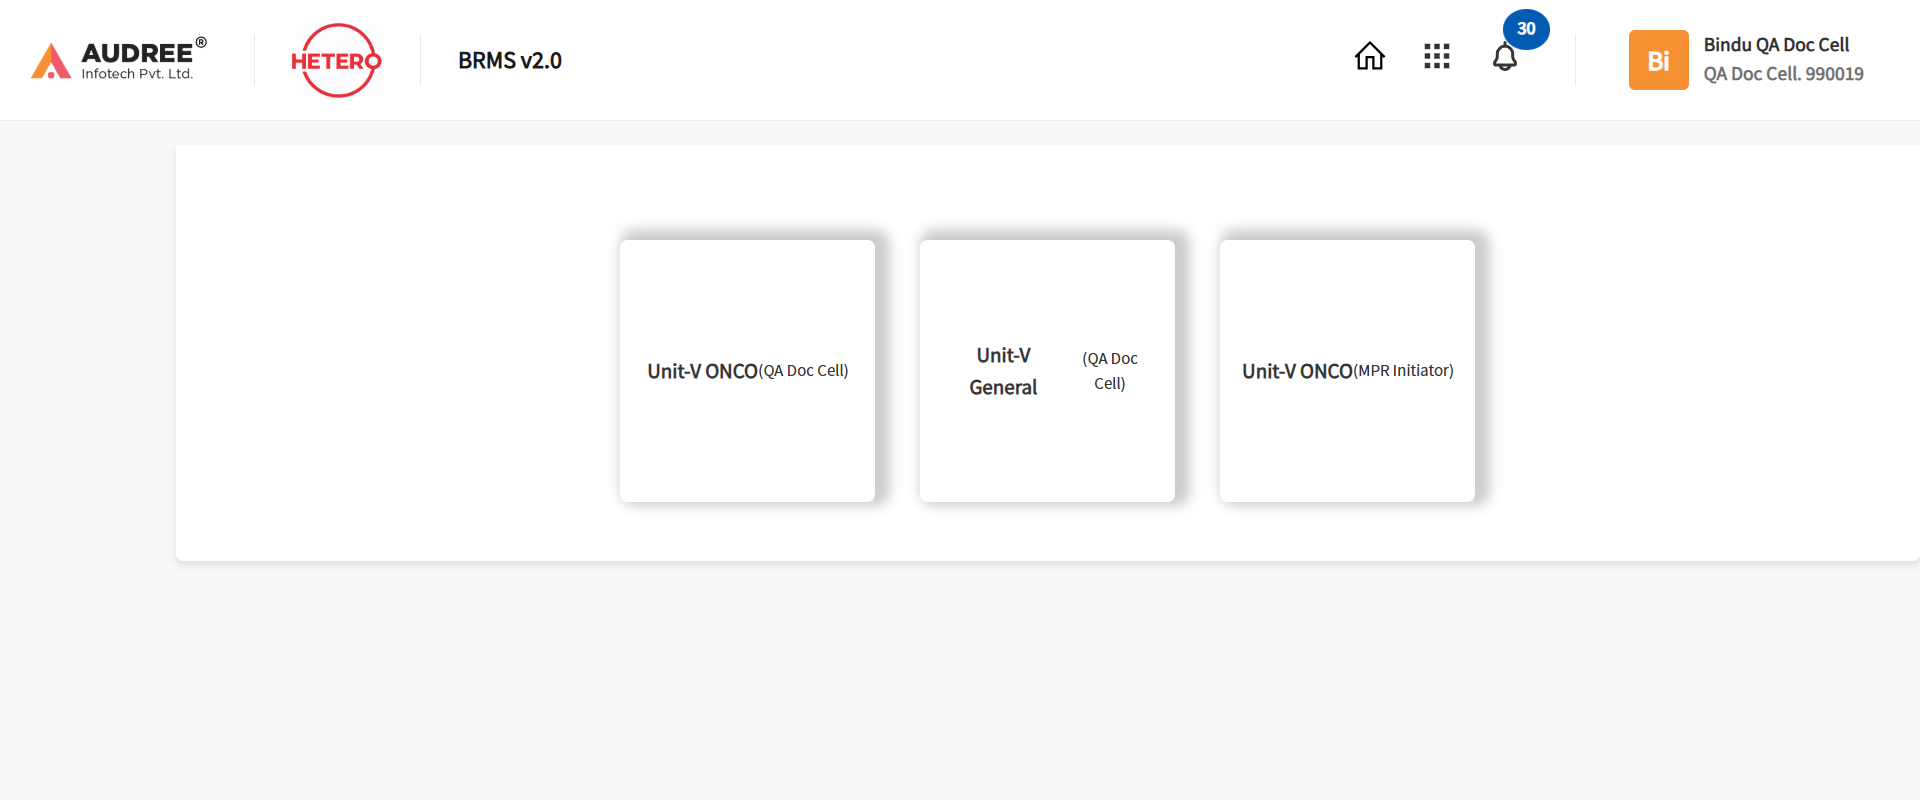 AUDREE®
Infotech Pvt. Ltd.
HETERO
BRMS v2.0
30
Bi
Bindu QA Doc Cell
QA Doc Cell. 990019
Unit-V ONCO(QA Doc Cell)
Unit-V
General
(QA Doc
Cell)
Unit-V ONCO(MPR Initiator)